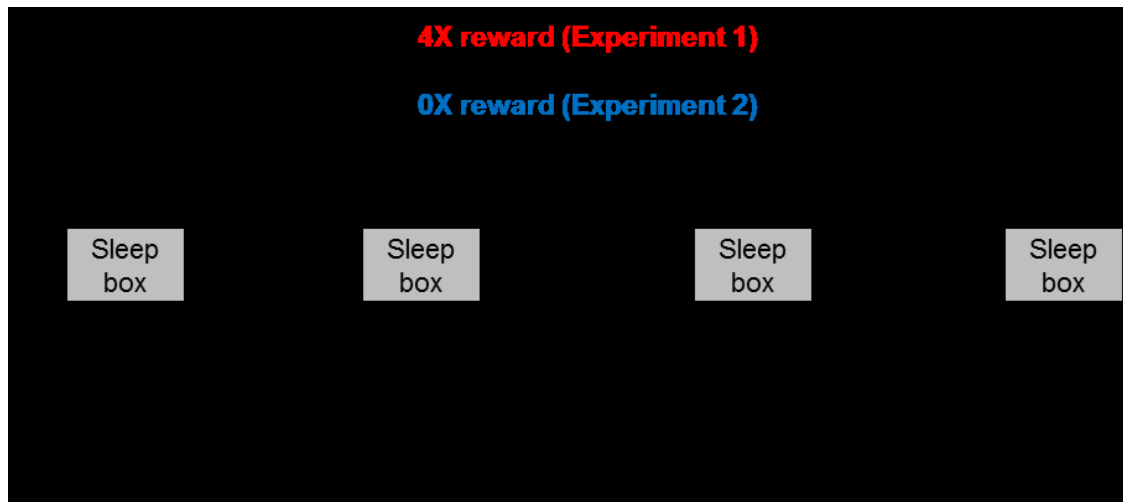 4X reward (Experiment 1)
0X reward (Experiment 2)
Sleep
box
Sleep
box
Sleep
box
Sleep
box